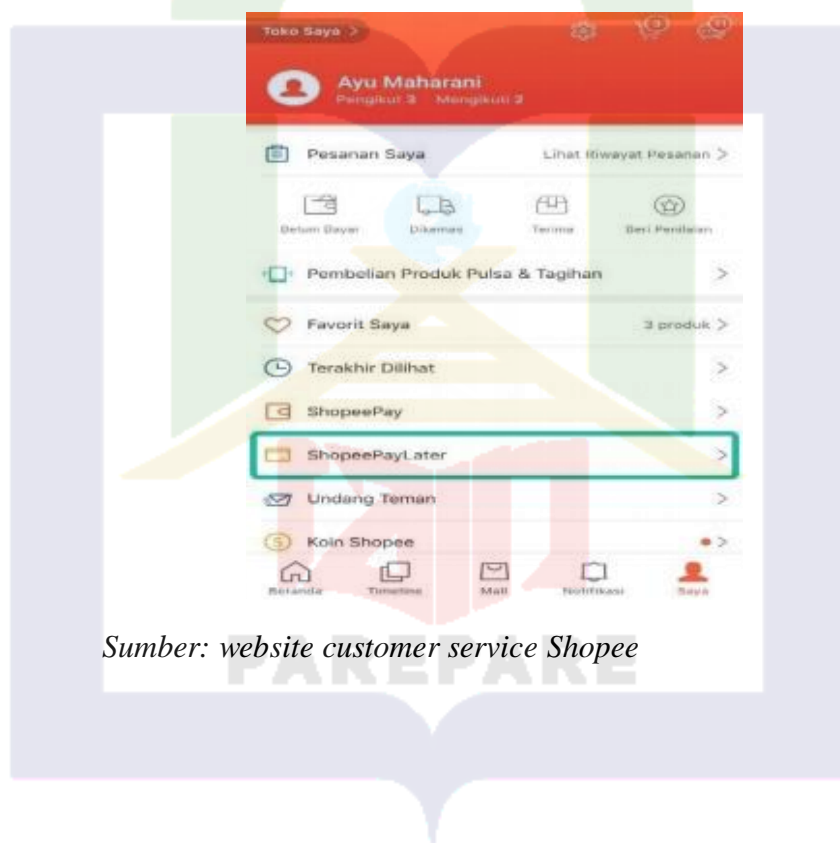 Toko Saya >
3
Ayu Maharani
Pengikut 3 Mengikuti 3
Pesanan Saya Lihat Riwayat Pesanan >
Belum Bayar Dikemas Terima Beri Penilaian
Pembelian Produk Pulsa & Tagihan >
Favorit Saya 3 produk >
Terakhir Dilihat >
ShopeePay >
ShopeePayLater >
Undang Teman >
Koin Shopee >
Beranda Timeline Mall Notifikasi Saya
Sumber: website customer service Shopee
PAREPARE